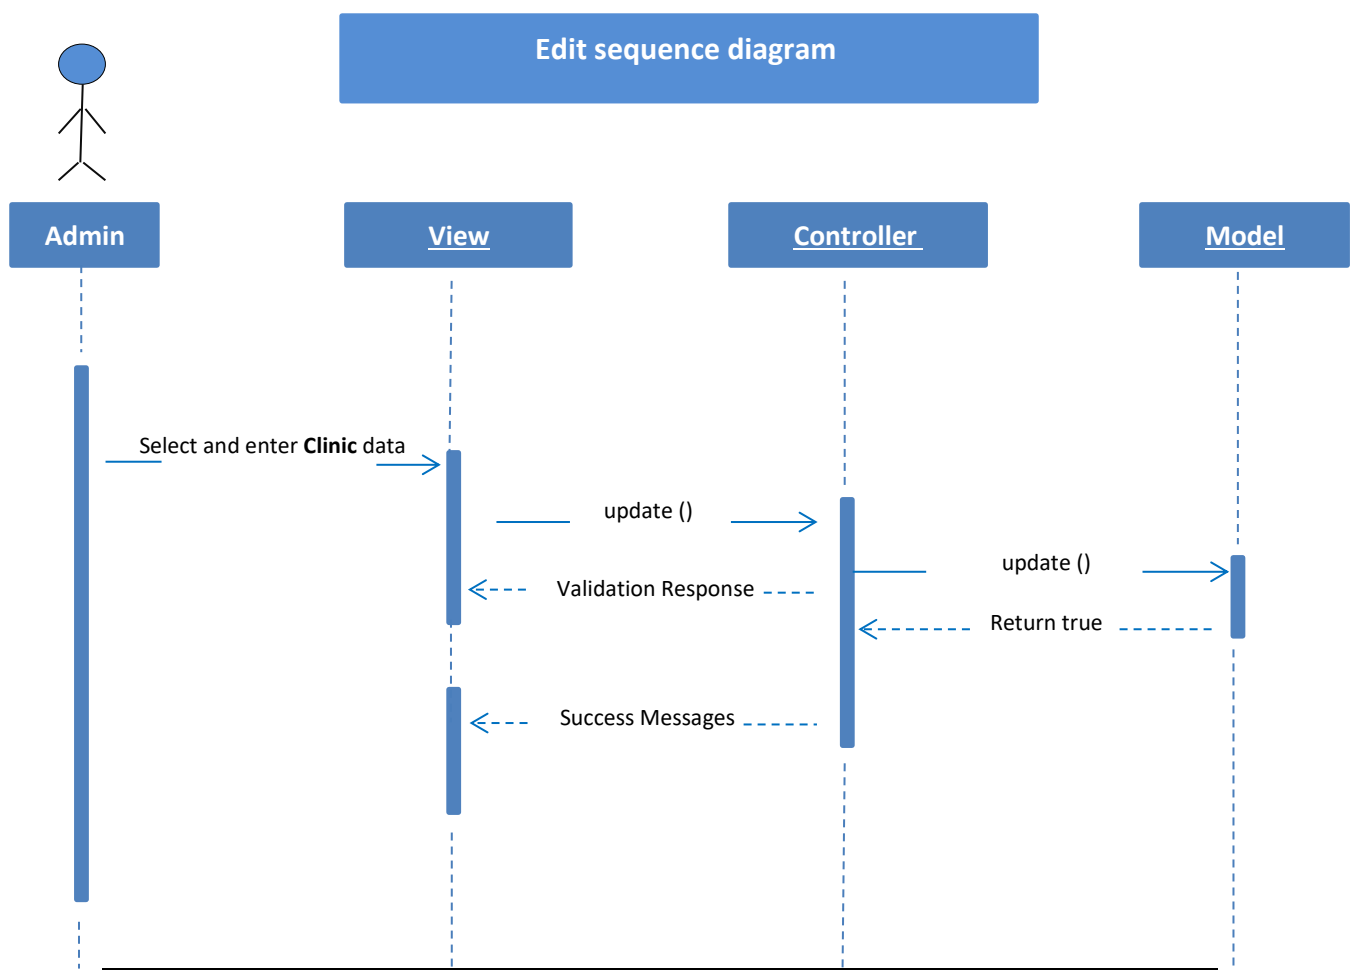 Edit sequence diagram
Admin
View
Controller
Model
Select and enter Clinic data
update ()
update ()
Validation Response
Return true
Success Messages